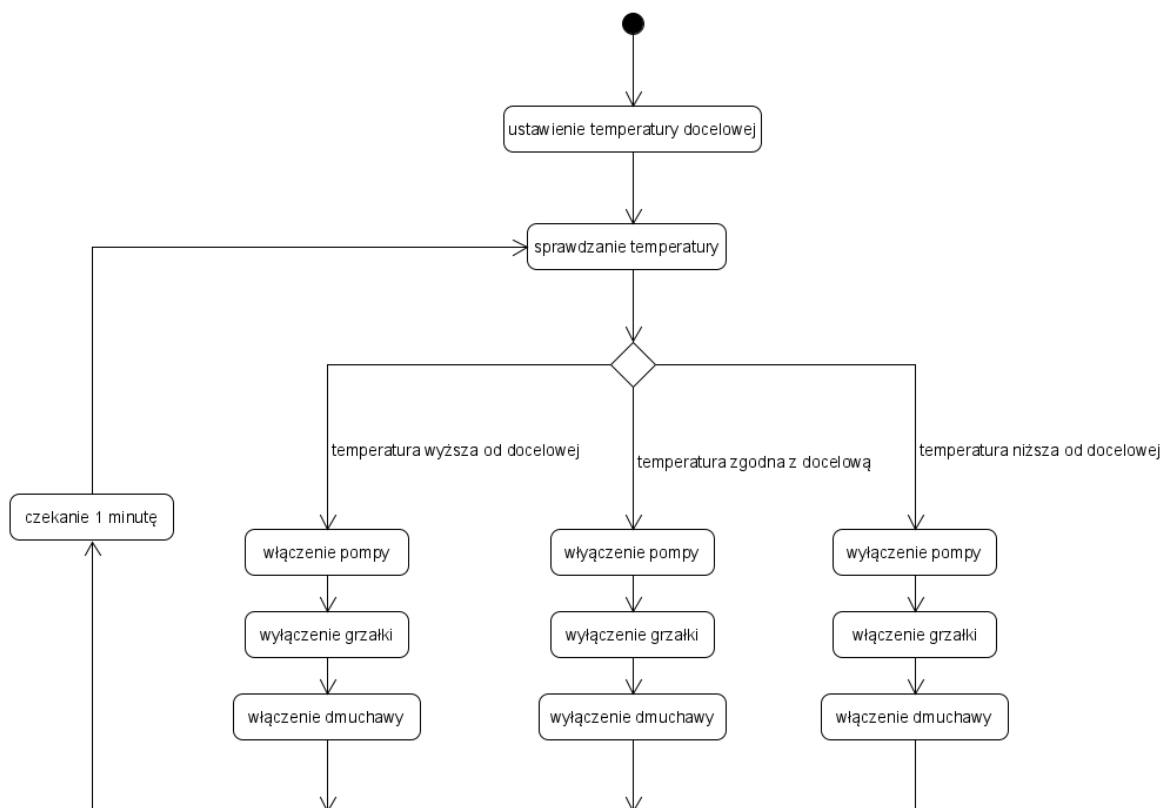 ustawienie temperatury docelowej
sprawdzanie temperatury
temperatura wyższa od docelowej
temperatura zgodna z docelową
temperatura niższa od docelowej
czekanie 1 minutę
włączenie pompy
włyączenie pompy
wyłączenie pompy
wyłączenie grzałki
wyłączenie grzałki
włączenie grzałki
włączenie dmuchawy
wyłączenie dmuchawy
włączenie dmuchawy